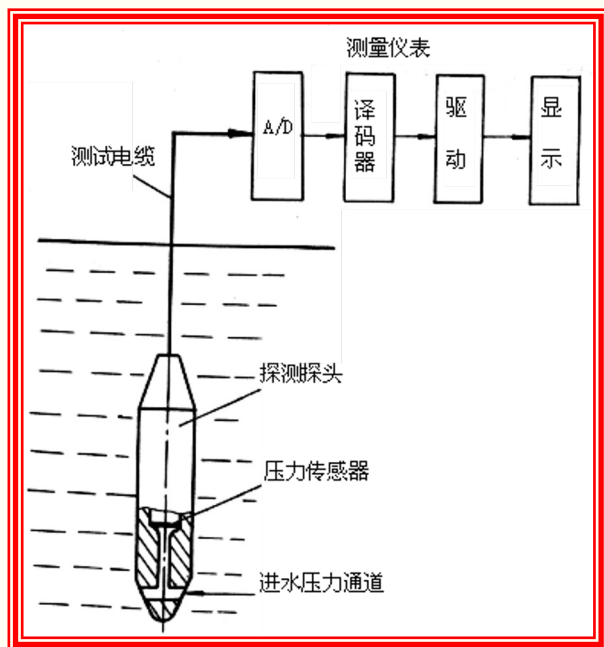 测量仪表
A/D
译码器
驱动
显示
测试电缆
探测探头
压力传感器
进水压力通道